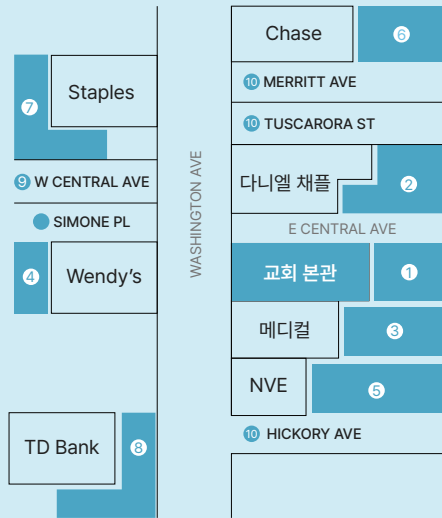 Chase
6
10 MERRITT AVE
Staples
7
10 TUSCARORA ST
9 W CENTRAL AVE
다니엘 채플
2
SIMONE PL
WASHINGTON AVE
E CENTRAL AVE
4
Wendy's
교회 본관
1
메디컬
3
NVE
5
10 HICKORY AVE
TD Bank
8